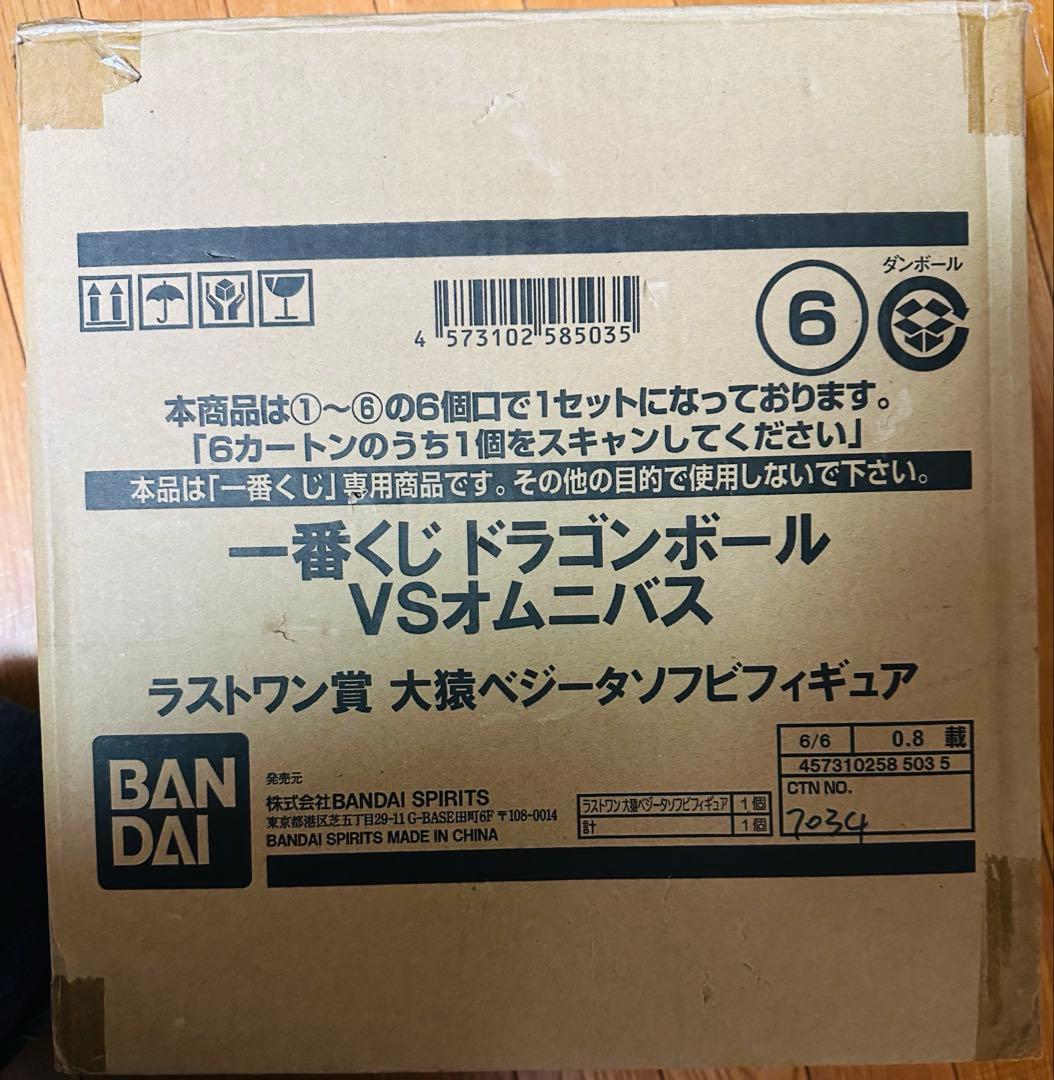 ダンボール
6
4 573102 585035
本商品は①～⑥の6個口で1セットになっております。
「6カートンのうち1個をスキャンしてください」
本品は「一番くじ」専用商品です。その他の目的で使用しないで下さい。
一番くじ ドラゴンボール
VSオムニバス
ラストワン賞 大猿ベジータソフビフィギュア
BAN
DAI
発売元
株式会社BANDAI SPIRITS
東京都港区芝五丁目29-11 G-BASE田町6F 〒108-0014
BANDAI SPIRITS MADE IN CHINA
ラストワン 大猿ベジータソフビフィギュア 1個
計 1個
6/6 0.8 載
457310258 503 5
CTN NO.
7034